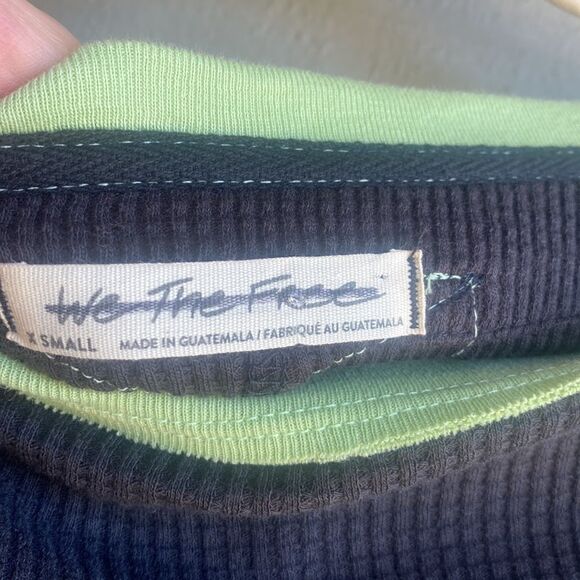 We The Free
X SMALL MADE IN GUATEMALA / FABRIQUÉ AU GUATEMALA